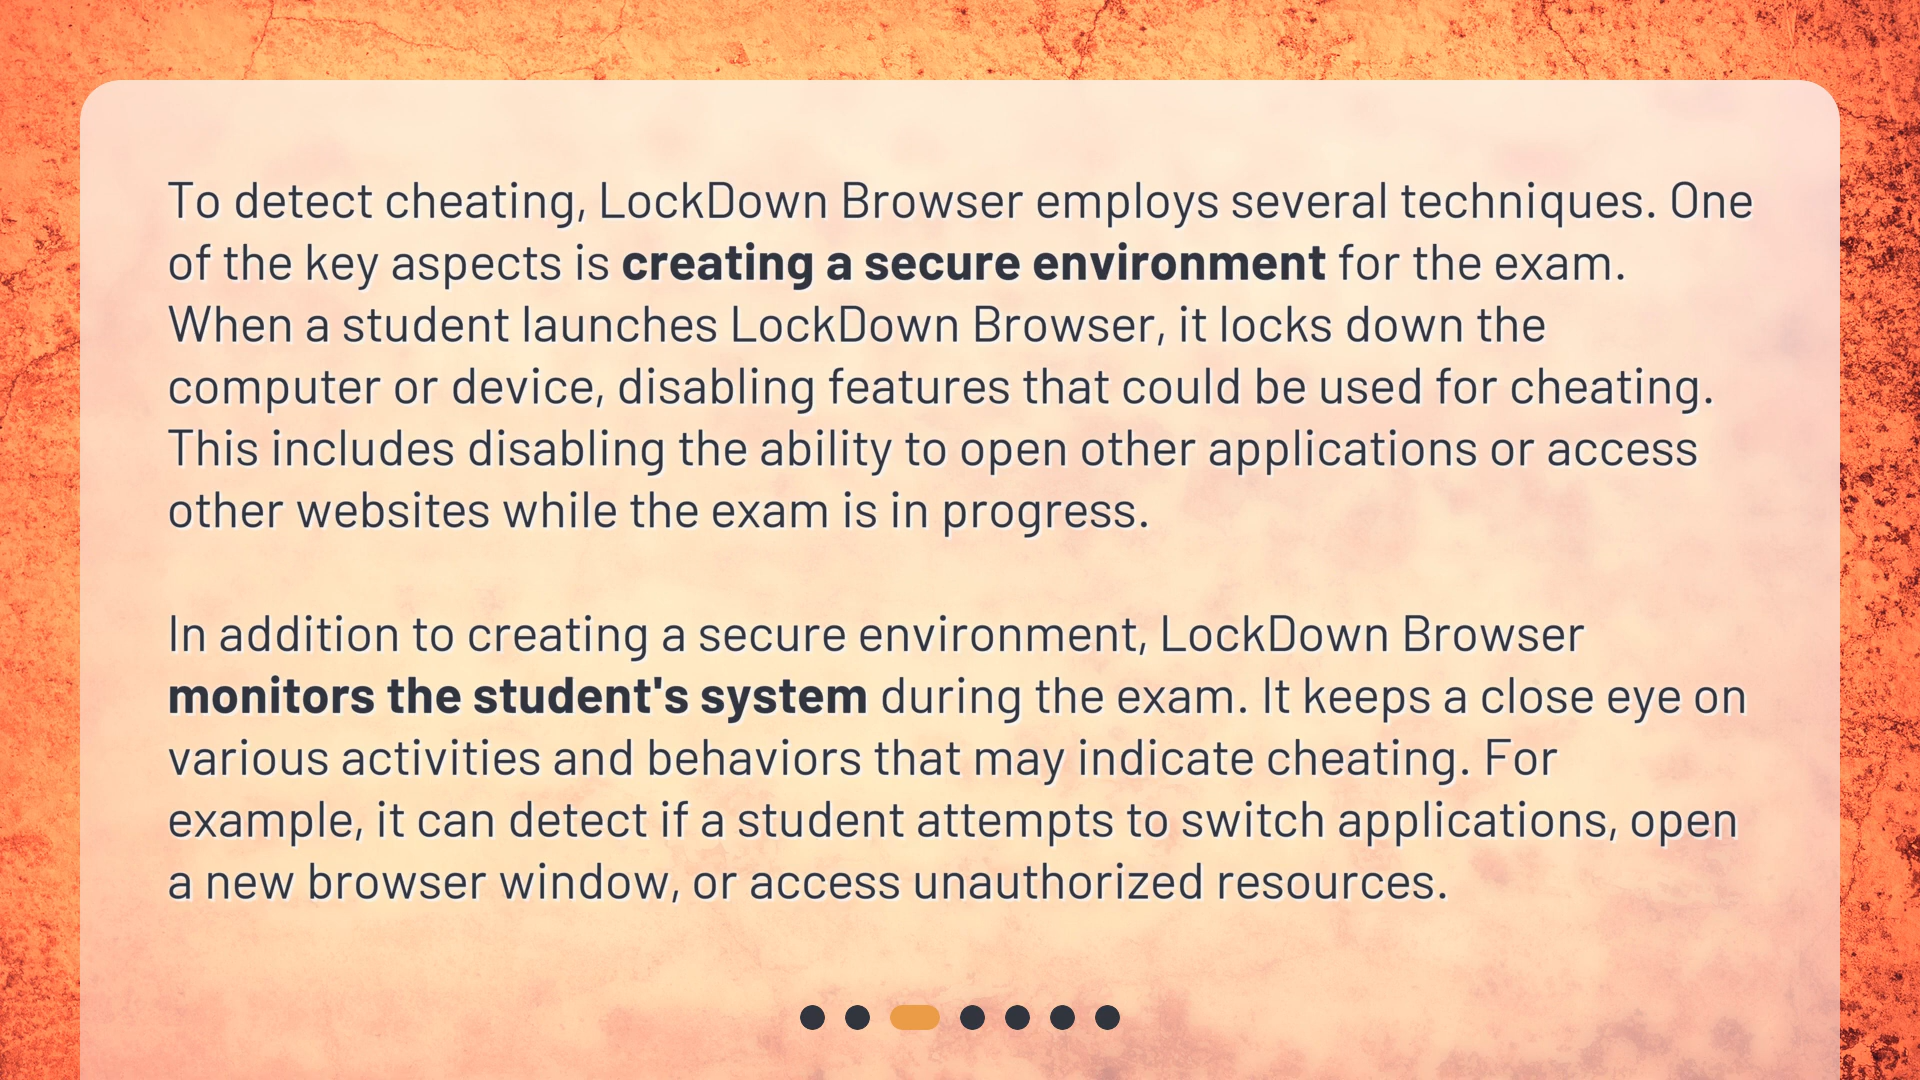 To detect cheating, LockDown Browser employs several techniques. One
of the key aspects is creating a secure environment for the exam.
When a student launches LockDown Browser, it locks down the
computer or device, disabling features that could be used for cheating.
This includes disabling the ability to open other applications or access
other websites while the exam is in progress.
In addition to creating a secure environment, LockDown Browser
monitors the student's system during the exam. It keeps a close eye on
various activities and behaviors that may indicate cheating. For
example, it can detect if a student attempts to switch applications, open
a new browser window, or access unauthorized resources.